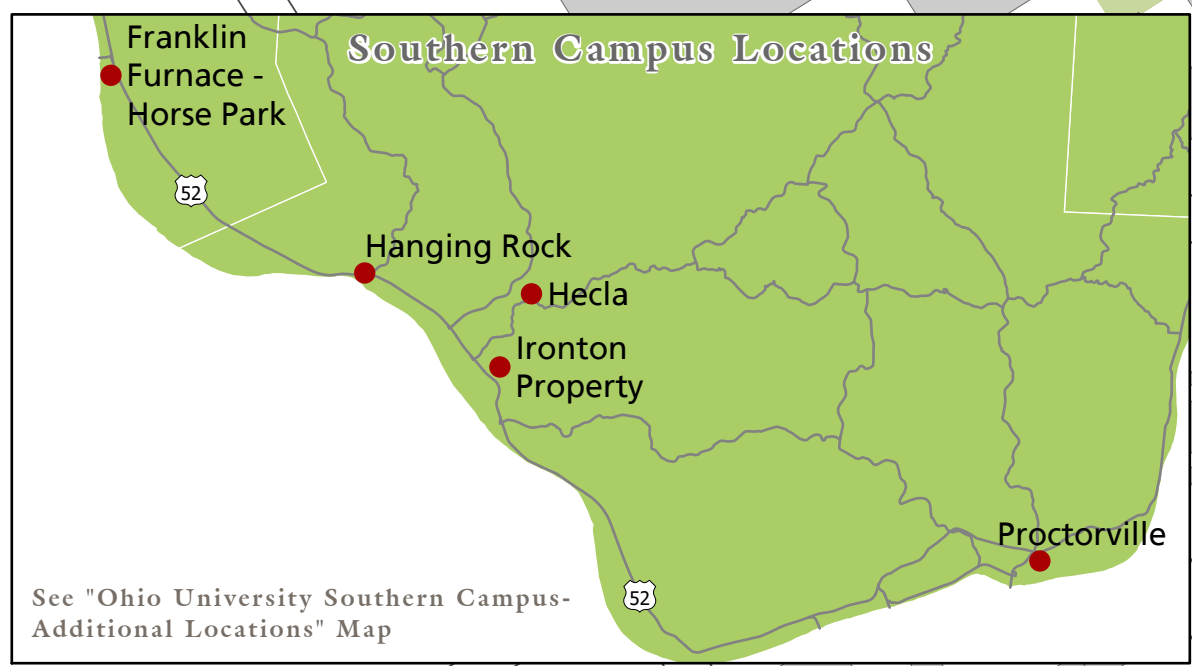 Southern Campus Locations
Franklin
Furnace -
Horse Park
52
Hanging Rock
Hecla
Ironton
Property
Proctorville
52
See "Ohio University Southern Campus-
Additional Locations" Map